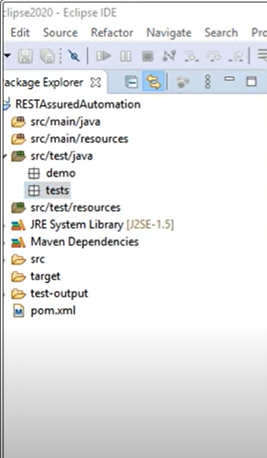 clipse2020 - Eclipse IDE
Edit Source Refactor Navigate Search Pro
Package Explorer
RESTAssuredAutomation
src/main/java
src/main/resources
src/test/java
demo
tests
src/test/resources
JRE System Library [J2SE-1.5]
Maven Dependencies
src
target
test-output
pom.xml